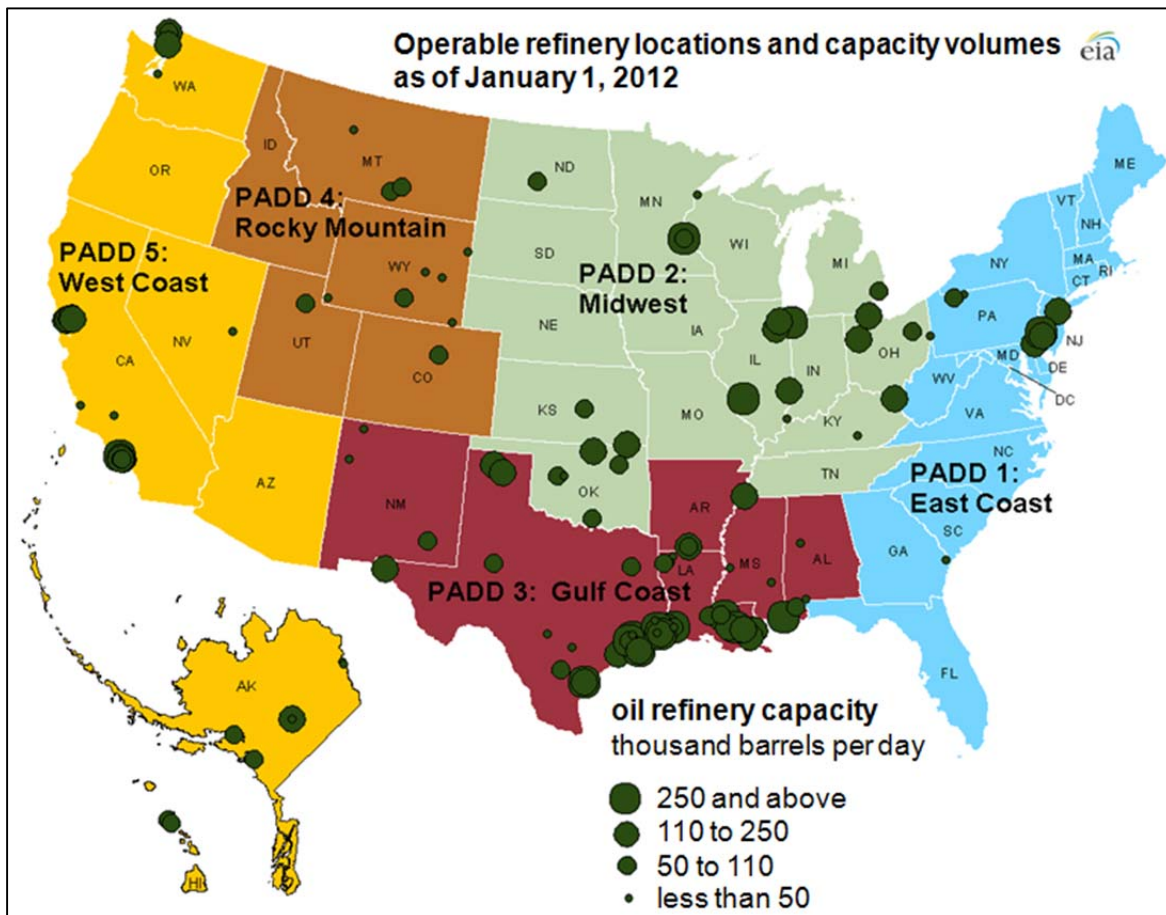 Operable refinery locations and capacity volumes
as of January 1, 2012
eia
WA
OR
ID
MT
PADD 4:
Rocky Mountain
WY
PADD 5:
West Coast
NV
CA
UT
CO
AZ
NM
ND
MN
SD
WI
MI
PADD 2:
Midwest
NE
IA
IL
IN
OH
KS
MO
KY
OK
TN
AR
LA
MS
AL
PADD 3: Gulf Coast
ME
VT
NH
NY
MA
RI
CT
PA
NJ
MD
DE
WV
DC
VA
NC
PADD 1:
East Coast
SC
GA
FL
AK
HI
oil refinery capacity
thousand barrels per day
250 and above
110 to 250
50 to 110
less than 50